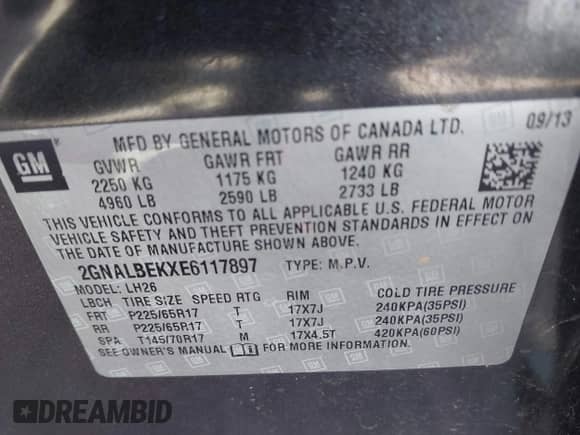 MFD BY GENERAL MOTORS OF CANADA LTD. 09/13
GM
GVWR GAWR FRT GAWR RR
2250 KG 1175 KG 1240 KG
4960 LB 2590 LB 2733 LB
THIS VEHICLE CONFORMS TO ALL APPLICABLE U.S. FEDERAL MOTOR
VEHICLE SAFETY AND THEFT PREVENTION STANDARDS IN EFFECT ON
THE DATE OF MANUFACTURE SHOWN ABOVE.
2GNALBEKXE6117897 TYPE: M.P.V.
MODEL: LH26
LBCH TIRE SIZE SPEED RTG RIM COLD TIRE PRESSURE
FRT P225/65R17 T 17X7J 240KPA(35PSI)
RR P225/65R17 T 17X7J 240KPA(35PSI)
SPA T145/70R17 M 17X4.5T 420KPA(60PSI)
SEE OWNER'S MANUAL FOR MORE INFORMATION.
DREAMBID